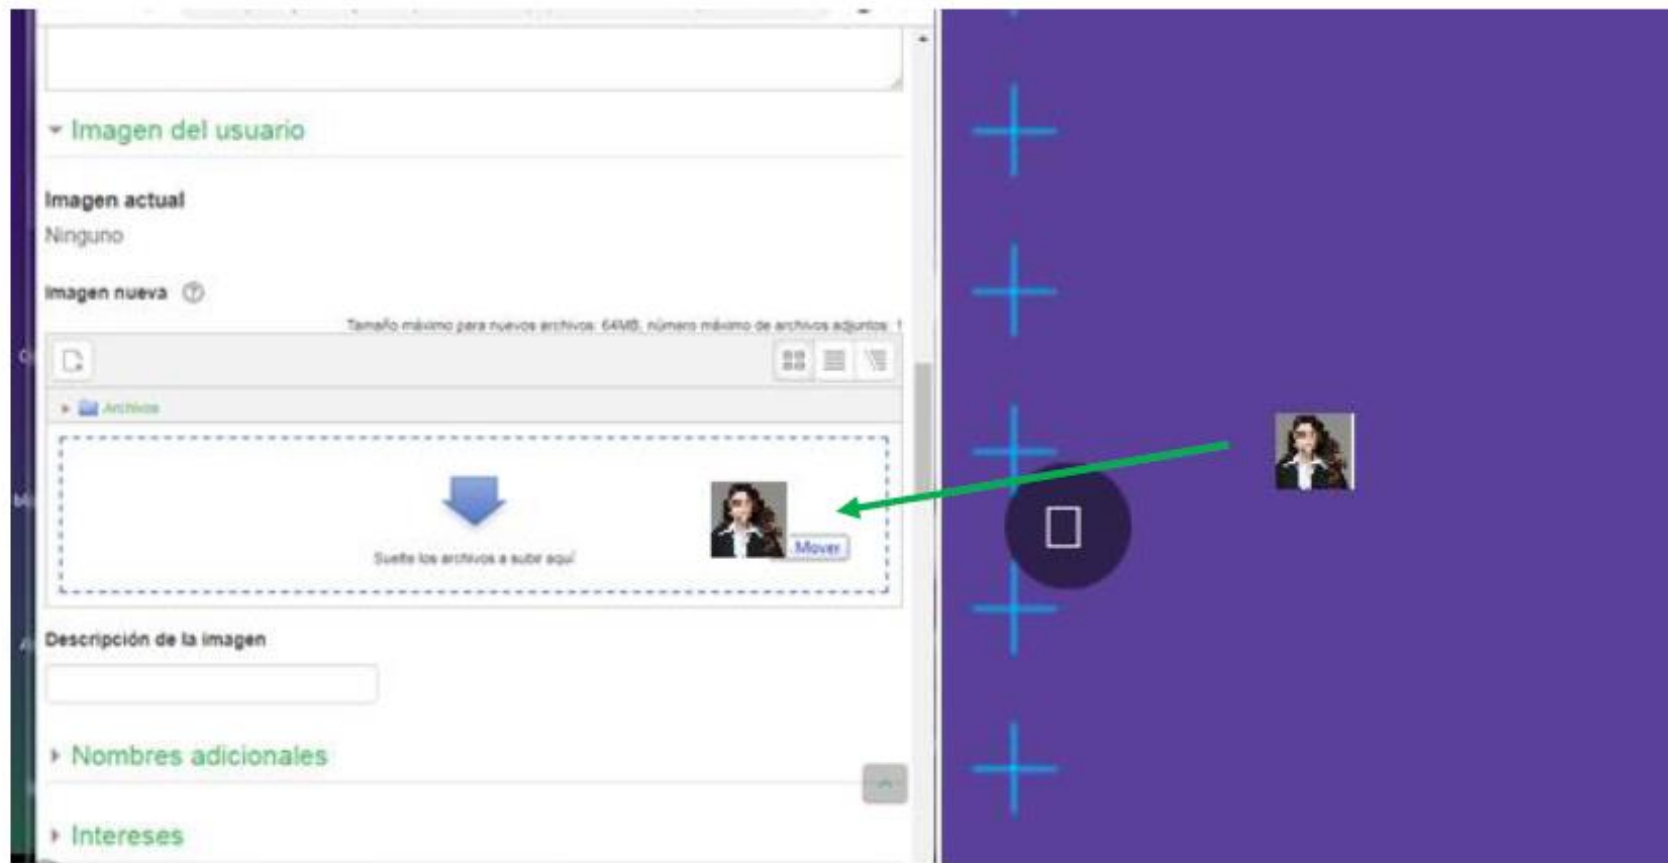 Imagen del usuario
Imagen actual
Ninguno
Imagen nueva
Tamaño máximo para nuevos archivos: 64MB, número máximo de archivos adjuntos: 1
Archivos
Suelte los archivos a subir aquí
Mover
Descripción de la imagen
Nombres adicionales
Intereses